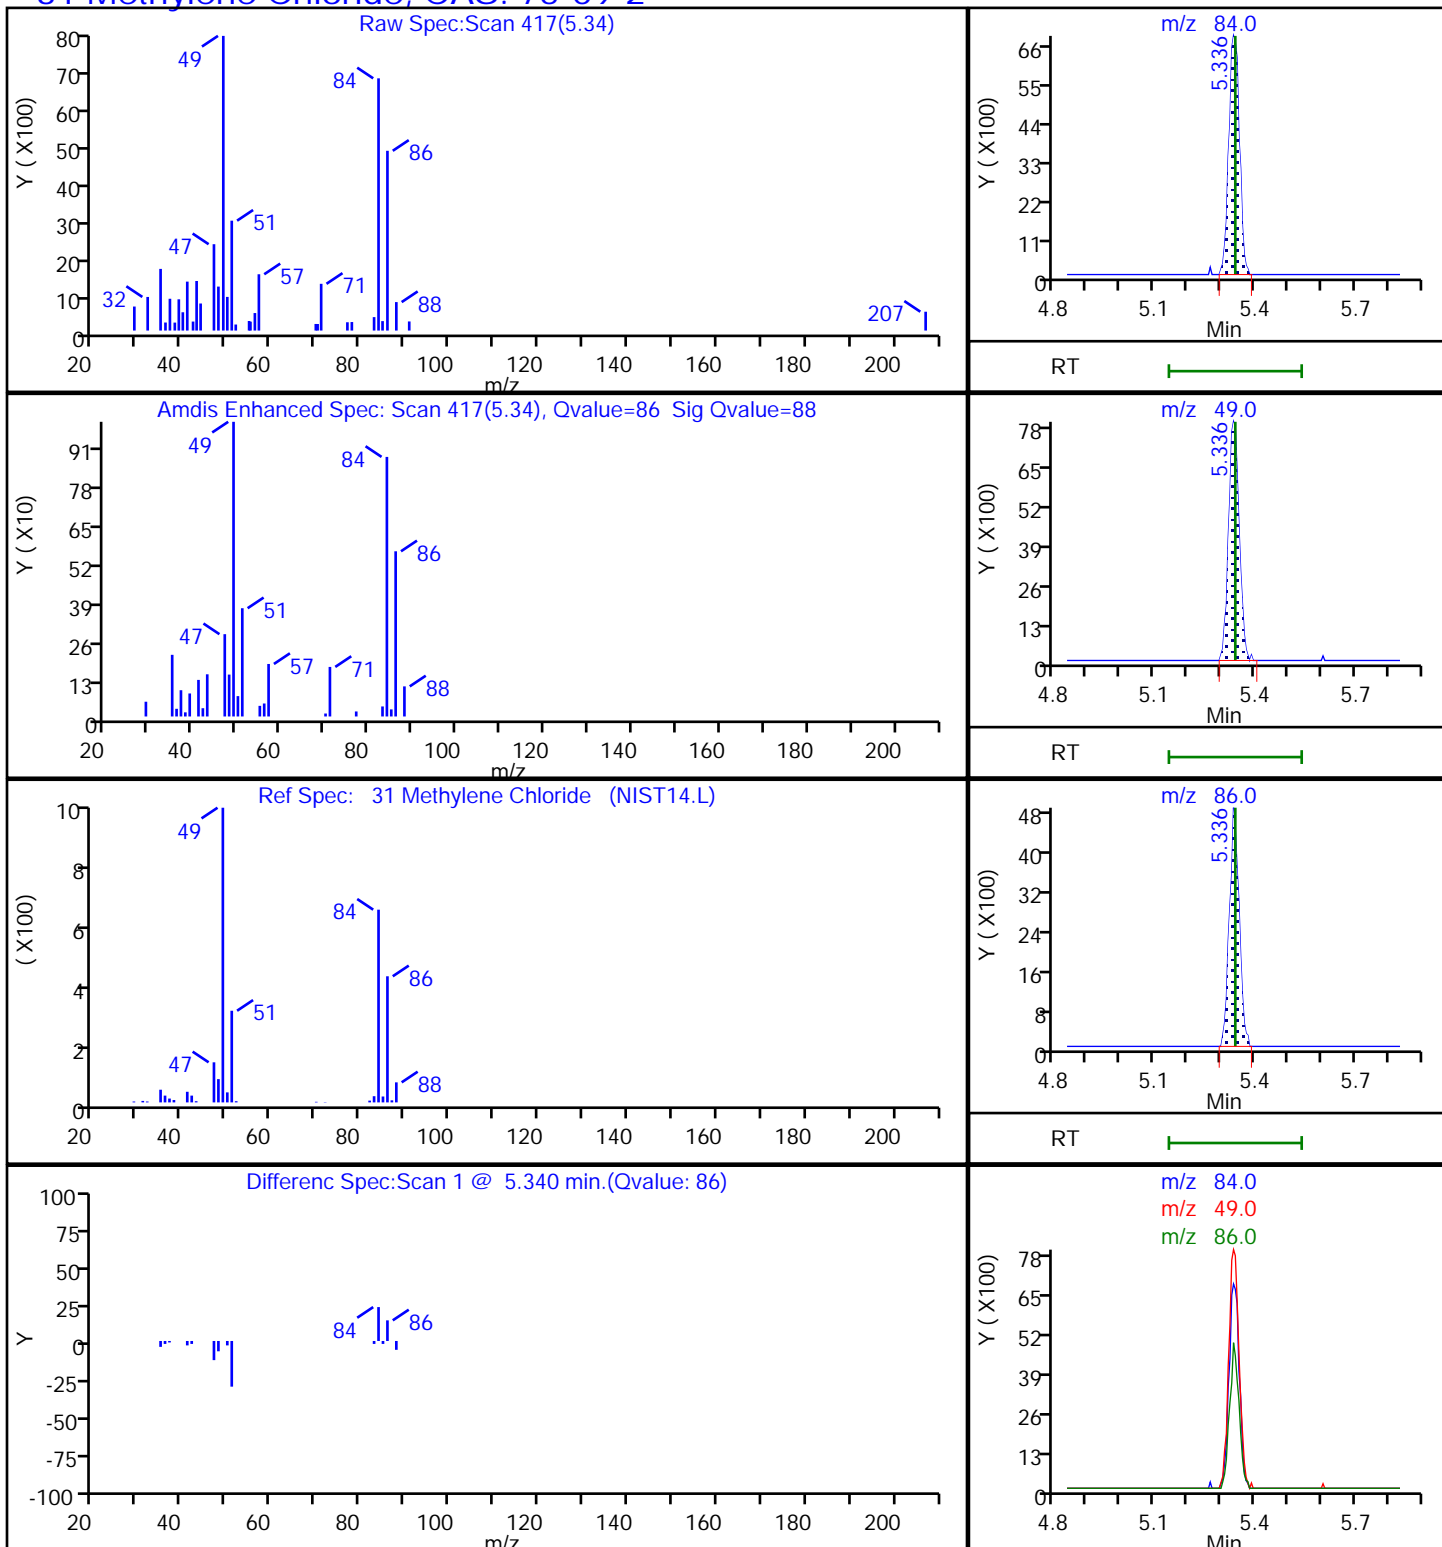 31 Methylene Chloride, CAS: 75-09-2
Raw Spec:Scan 417(5.34)
Y ( X100)
80
70
60
50
40
30
20
10
0
49
84
86
51
47
57
71
32
88
207
20 40 60 80 100 120 140 160 180 200
m/z
m/z 84.0
Y ( X100)
66
55
44
33
22
11
0
5.336
4.8 5.1 5.4 5.7
Min
RT
Amdis Enhanced Spec: Scan 417(5.34), Qvalue=86 Sig Qvalue=88
Y ( X10)
91
78
65
52
39
26
13
0
49
84
86
51
47
57
71
88
20 40 60 80 100 120 140 160 180 200
m/z
m/z 49.0
Y ( X100)
78
65
52
39
26
13
0
5.336
4.8 5.1 5.4 5.7
Min
RT
Ref Spec: 31 Methylene Chloride (NIST14.L)
( X100)
10
8
6
4
2
0
49
84
86
51
47
88
20 40 60 80 100 120 140 160 180 200
m/z 86.0
Y ( X100)
48
40
32
24
16
8
0
5.336
4.8 5.1 5.4 5.7
Min
RT
Differenc Spec:Scan 1 @ 5.340 min.(Qvalue: 86)
Y
100
75
50
25
0
-25
-50
-75
-100
84
86
20 40 60 80 100 120 140 160 180 200
m/z
m/z 84.0
m/z 49.0
m/z 86.0
Y ( X100)
78
65
52
39
26
13
0
4.8 5.1 5.4 5.7
Min